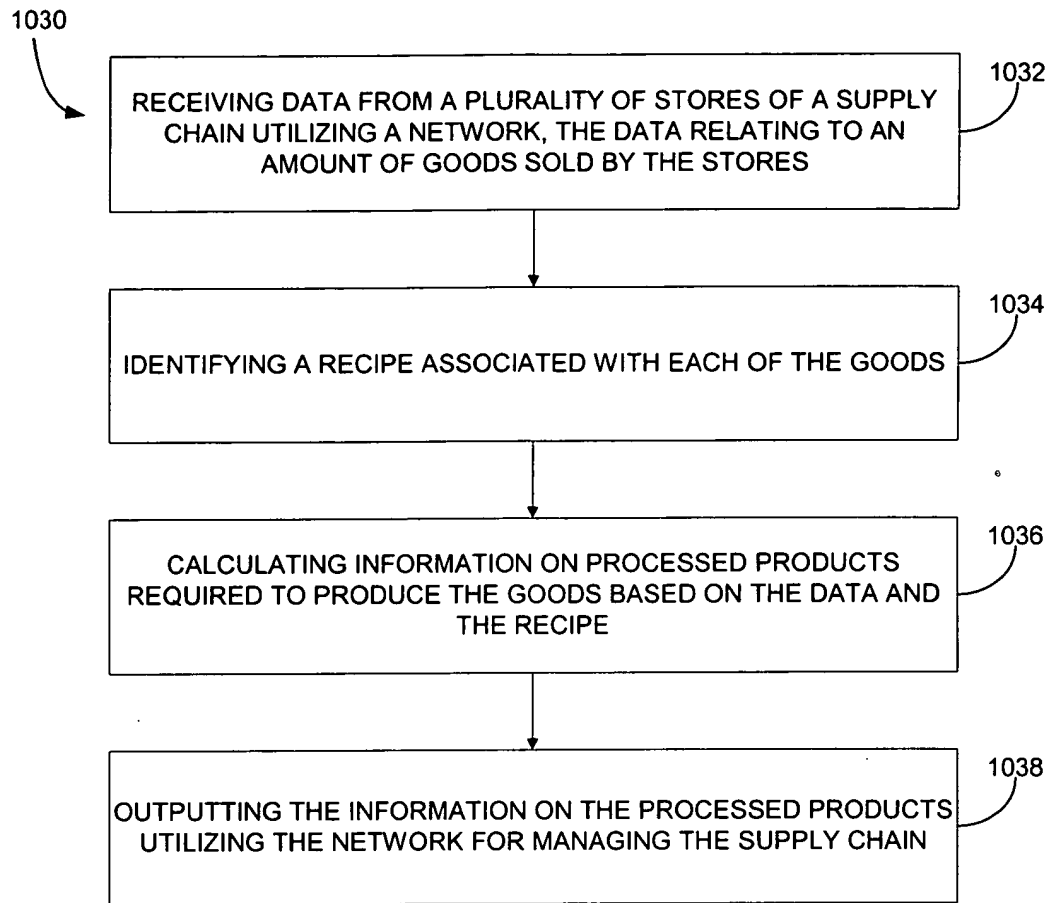 1030
1032
RECEIVING DATA FROM A PLURALITY OF STORES OF A SUPPLY
CHAIN UTILIZING A NETWORK, THE DATA RELATING TO AN
AMOUNT OF GOODS SOLD BY THE STORES
1034
IDENTIFYING A RECIPE ASSOCIATED WITH EACH OF THE GOODS
1036
CALCULATING INFORMATION ON PROCESSED PRODUCTS
REQUIRED TO PRODUCE THE GOODS BASED ON THE DATA AND
THE RECIPE
1038
OUTPUTTING THE INFORMATION ON THE PROCESSED PRODUCTS
UTILIZING THE NETWORK FOR MANAGING THE SUPPLY CHAIN